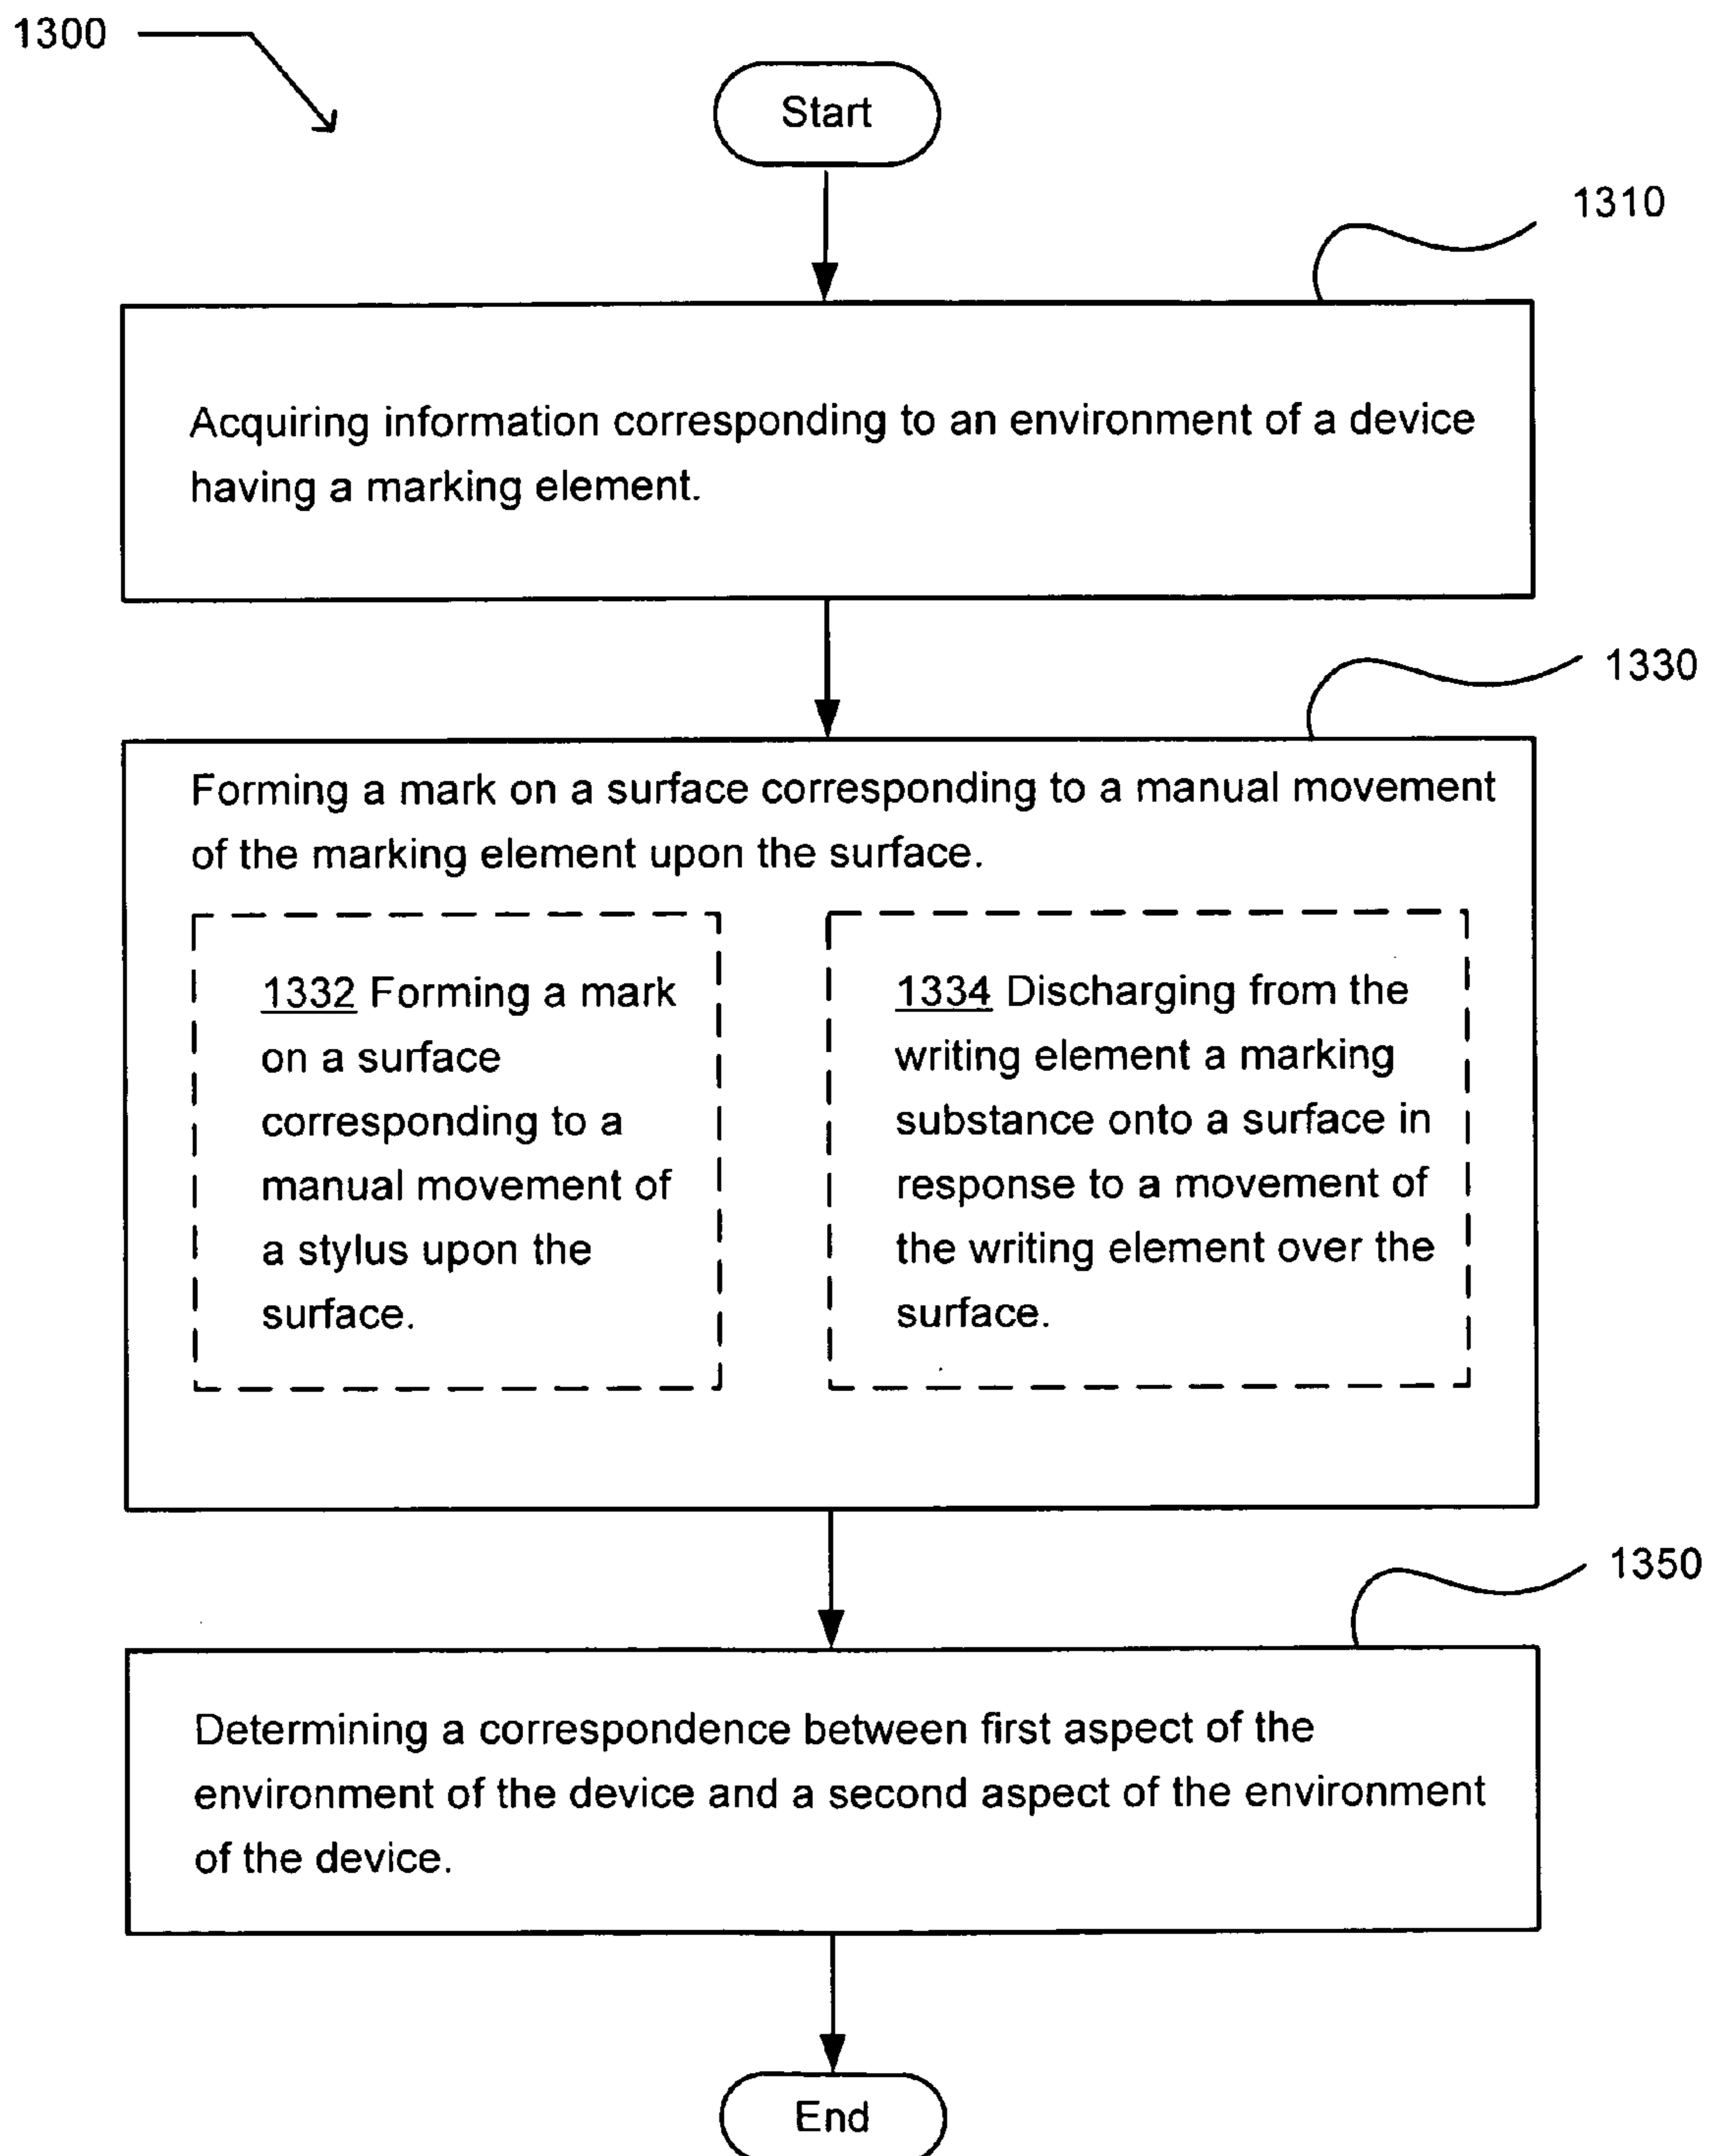 1300
Start
1310
Acquiring information corresponding to an environment of a device
having a marking element.
1330
Forming a mark on a surface corresponding to a manual movement
of the marking element upon the surface.
1332 Forming a mark
on a surface
corresponding to a
manual movement of
a stylus upon the
surface.
1334 Discharging from the
writing element a marking
substance onto a surface in
response to a movement of
the writing element over the
surface.
1350
Determining a correspondence between first aspect of the
environment of the device and a second aspect of the environment
of the device.
End